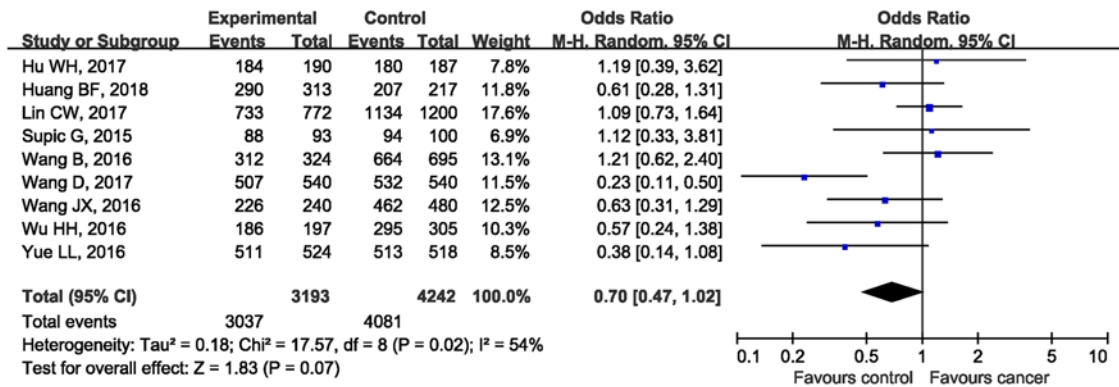 Experimental Control Odds Ratio Odds Ratio
Study or Subgroup Events Total Events Total Weight M-H. Random. 95% CI M-H. Random. 95% CI
Hu WH, 2017 184 190 180 187 7.8% 1.19 [0.39, 3.62]
Huang BF, 2018 290 313 207 217 11.8% 0.61 [0.28, 1.31]
Lin CW, 2017 733 772 1134 1200 17.6% 1.09 [0.73, 1.64]
Supic G, 2015 88 93 94 100 6.9% 1.12 [0.33, 3.81]
Wang B, 2016 312 324 664 695 13.1% 1.21 [0.62, 2.40]
Wang D, 2017 507 540 532 540 11.5% 0.23 [0.11, 0.50]
Wang JX, 2016 226 240 462 480 12.5% 0.63 [0.31, 1.29]
Wu HH, 2016 186 197 295 305 10.3% 0.57 [0.24, 1.38]
Yue LL, 2016 511 524 513 518 8.5% 0.38 [0.14, 1.08]
Total (95% CI) 3193 4242 100.0% 0.70 [0.47, 1.02]
Total events 3037 4081
Heterogeneity: Tau² = 0.18; Chi² = 17.57, df = 8 (P = 0.02); I² = 54%
Test for overall effect: Z = 1.83 (P = 0.07)
0.1 0.2 0.5 1 2 5 10
Favours control Favours cancer